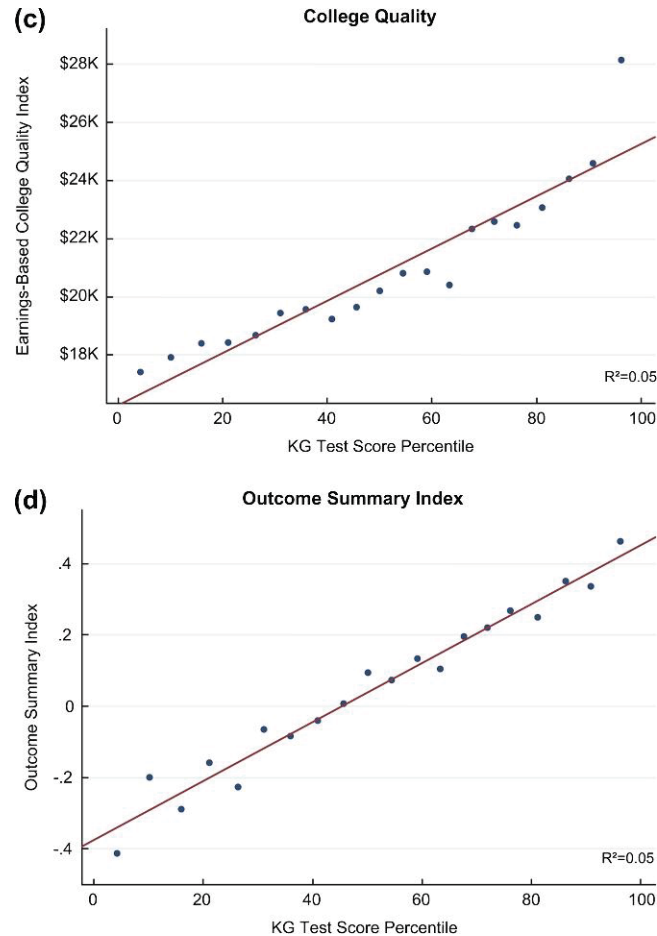 (c) College Quality
Earnings-Based College Quality Index
$28K
$26K
$24K
$22K
$20K
$18K
R²=0.05
0 20 40 60 80 100
KG Test Score Percentile
(d) Outcome Summary Index
Outcome Summary Index
.4
.2
0
-.2
-.4
R²=0.05
0 20 40 60 80 100
KG Test Score Percentile